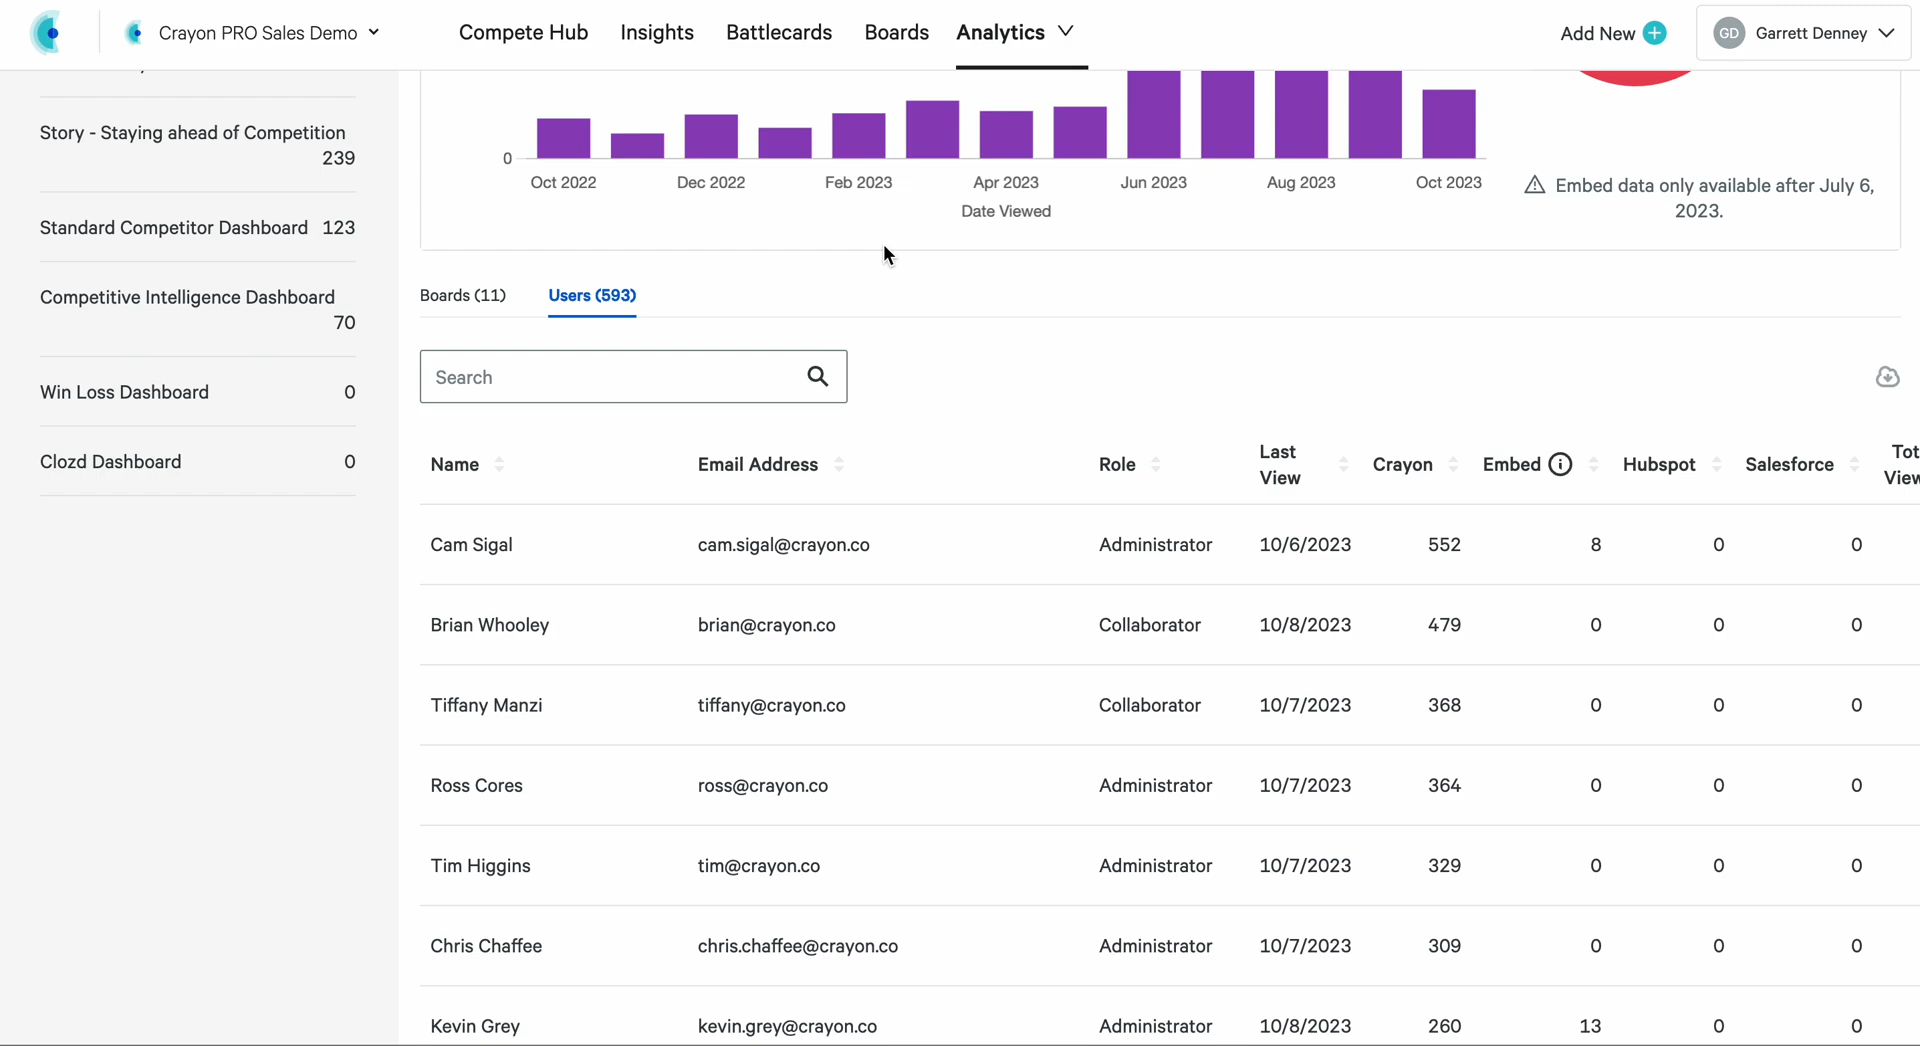 Crayon PRO Sales Demo
Compete Hub Insights Battlecards Boards Analytics
Add New
GD Garrett Denney
Story - Staying ahead of Competition
239
Standard Competitor Dashboard 123
Competitive Intelligence Dashboard
70
Win Loss Dashboard 0
Clozd Dashboard 0
0
Oct 2022 Dec 2022 Feb 2023 Apr 2023 Jun 2023 Aug 2023 Oct 2023
Date Viewed
Embed data only available after July 6,
2023.
Boards (11) Users (593)
Search
Name Email Address Role Last View Crayon Embed Hubspot Salesforce Tot View
Cam Sigal cam.sigal@crayon.co Administrator 10/6/2023 552 8 0 0
Brian Whooley brian@crayon.co Collaborator 10/8/2023 479 0 0 0
Tiffany Manzi tiffany@crayon.co Collaborator 10/7/2023 368 0 0 0
Ross Cores ross@crayon.co Administrator 10/7/2023 364 0 0 0
Tim Higgins tim@crayon.co Administrator 10/7/2023 329 0 0 0
Chris Chaffee chris.chaffee@crayon.co Administrator 10/7/2023 309 0 0 0
Kevin Grey kevin.grey@crayon.co Administrator 10/8/2023 260 13 0 0